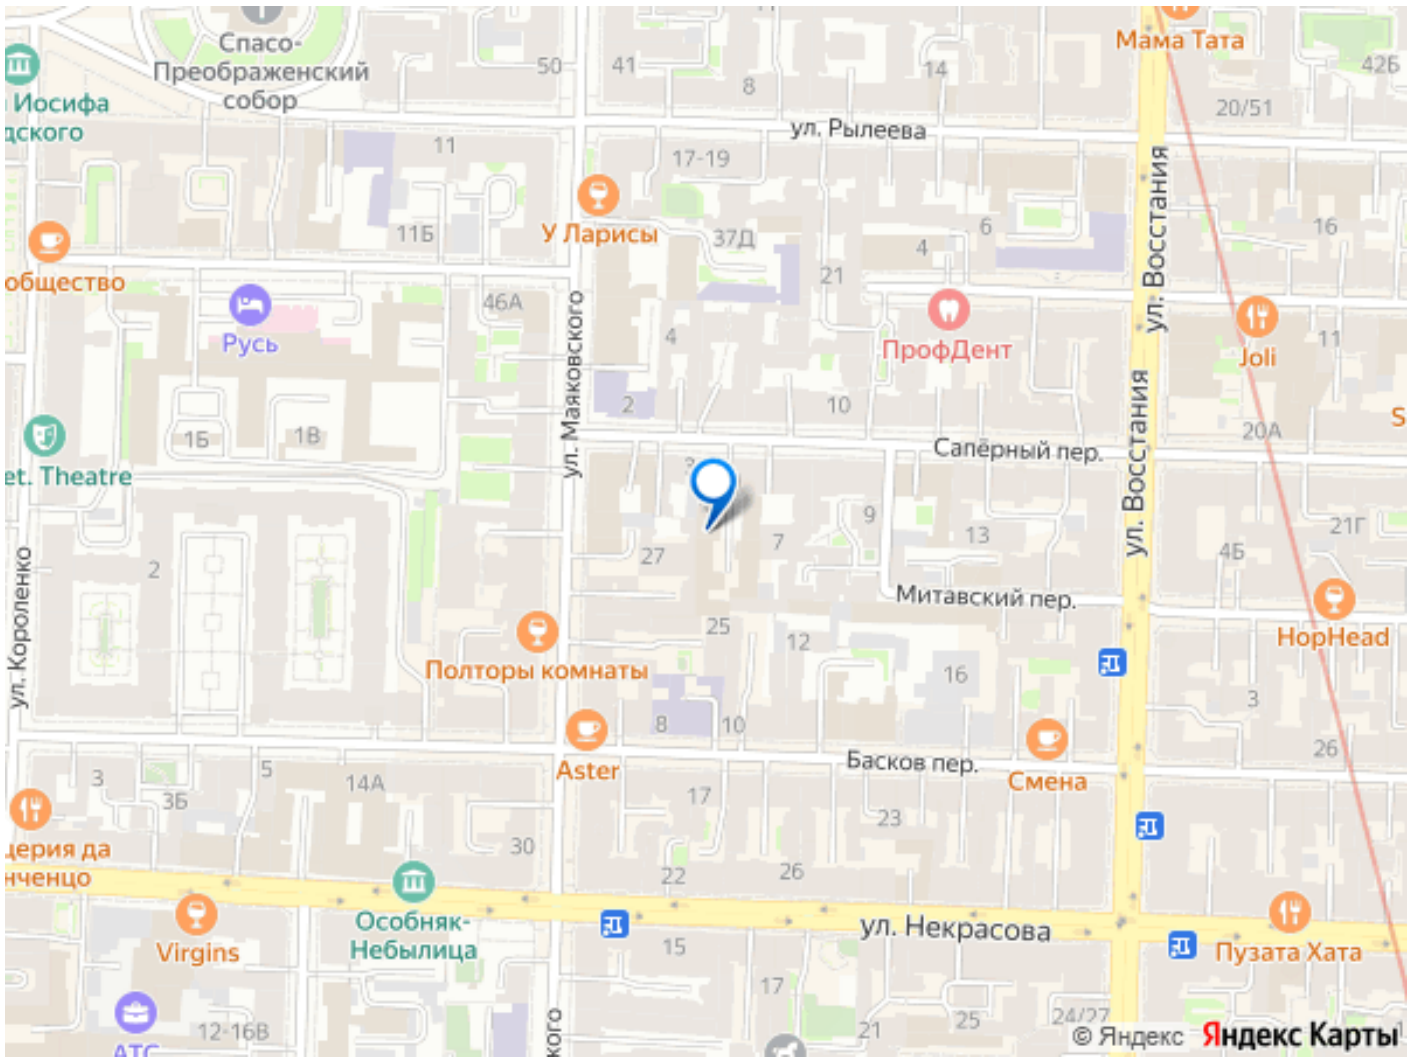 Спасо-
Преображенский
собор
50
41
8
14
Мама Тата
42Б
20/51
Иосифа
дского
11
ул. Рылеева
17-19
У Ларисы
11Б
37Д
21
4
6
16
ул. Восстания
общество
Русь
46А
ул. Маяковского
4
ПрофДент
Joli
11
2
10
1Б
1В
20А
S
et. Theatre
Сапёрный пер.
ул. Восстания
3
27
7
9
13
21Г
4Б
2
ул. Короленко
Митавский пер.
25
12
16
HopHead
Полторы комнаты
3
8
10
Aster
Басков пер.
Смена
26
3
3Б
5
14А
17
23
30
22
26
церия да
нченцо
Особняк-
Небылица
Virgins
ул. Некрасова
Пузата Хата
15
17
12-16В
АТС
кого
21
25
24/27
© Яндекс Яндекс Карты